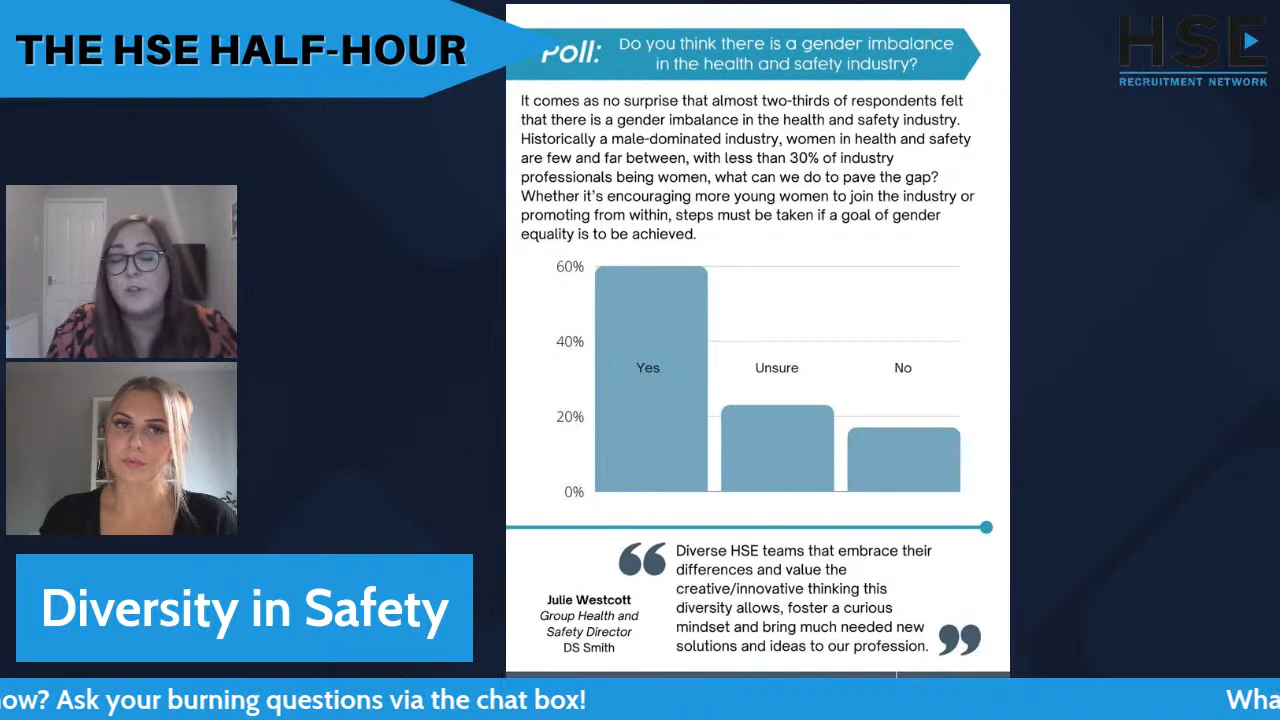 THE HSE HALF-HOUR
Poll:
Do you think there is a gender imbalance
in the health and safety industry?
HSE
RECRUITMENT NETWORK
It comes as no surprise that almost two-thirds of respondents felt
that there is a gender imbalance in the health and safety industry.
Historically a male-dominated industry, women in health and safety
are few and far between, with less than 30% of industry
professionals being women, what can we do to pave the gap?
Whether it's encouraging more young women to join the industry or
promoting from within, steps must be taken if a goal of gender
equality is to be achieved.
60%
40%
20%
0%
Yes
Unsure
No
Diversity in Safety
“
Diverse HSE teams that embrace their
differences and value the
creative/innovative thinking this
diversity allows, foster a curious
mindset and bring much needed new
solutions and ideas to our profession.
”
Julie Westcott
Group Health and
Safety Director
DS Smith
now? Ask your burning questions via the chat box!
Wha